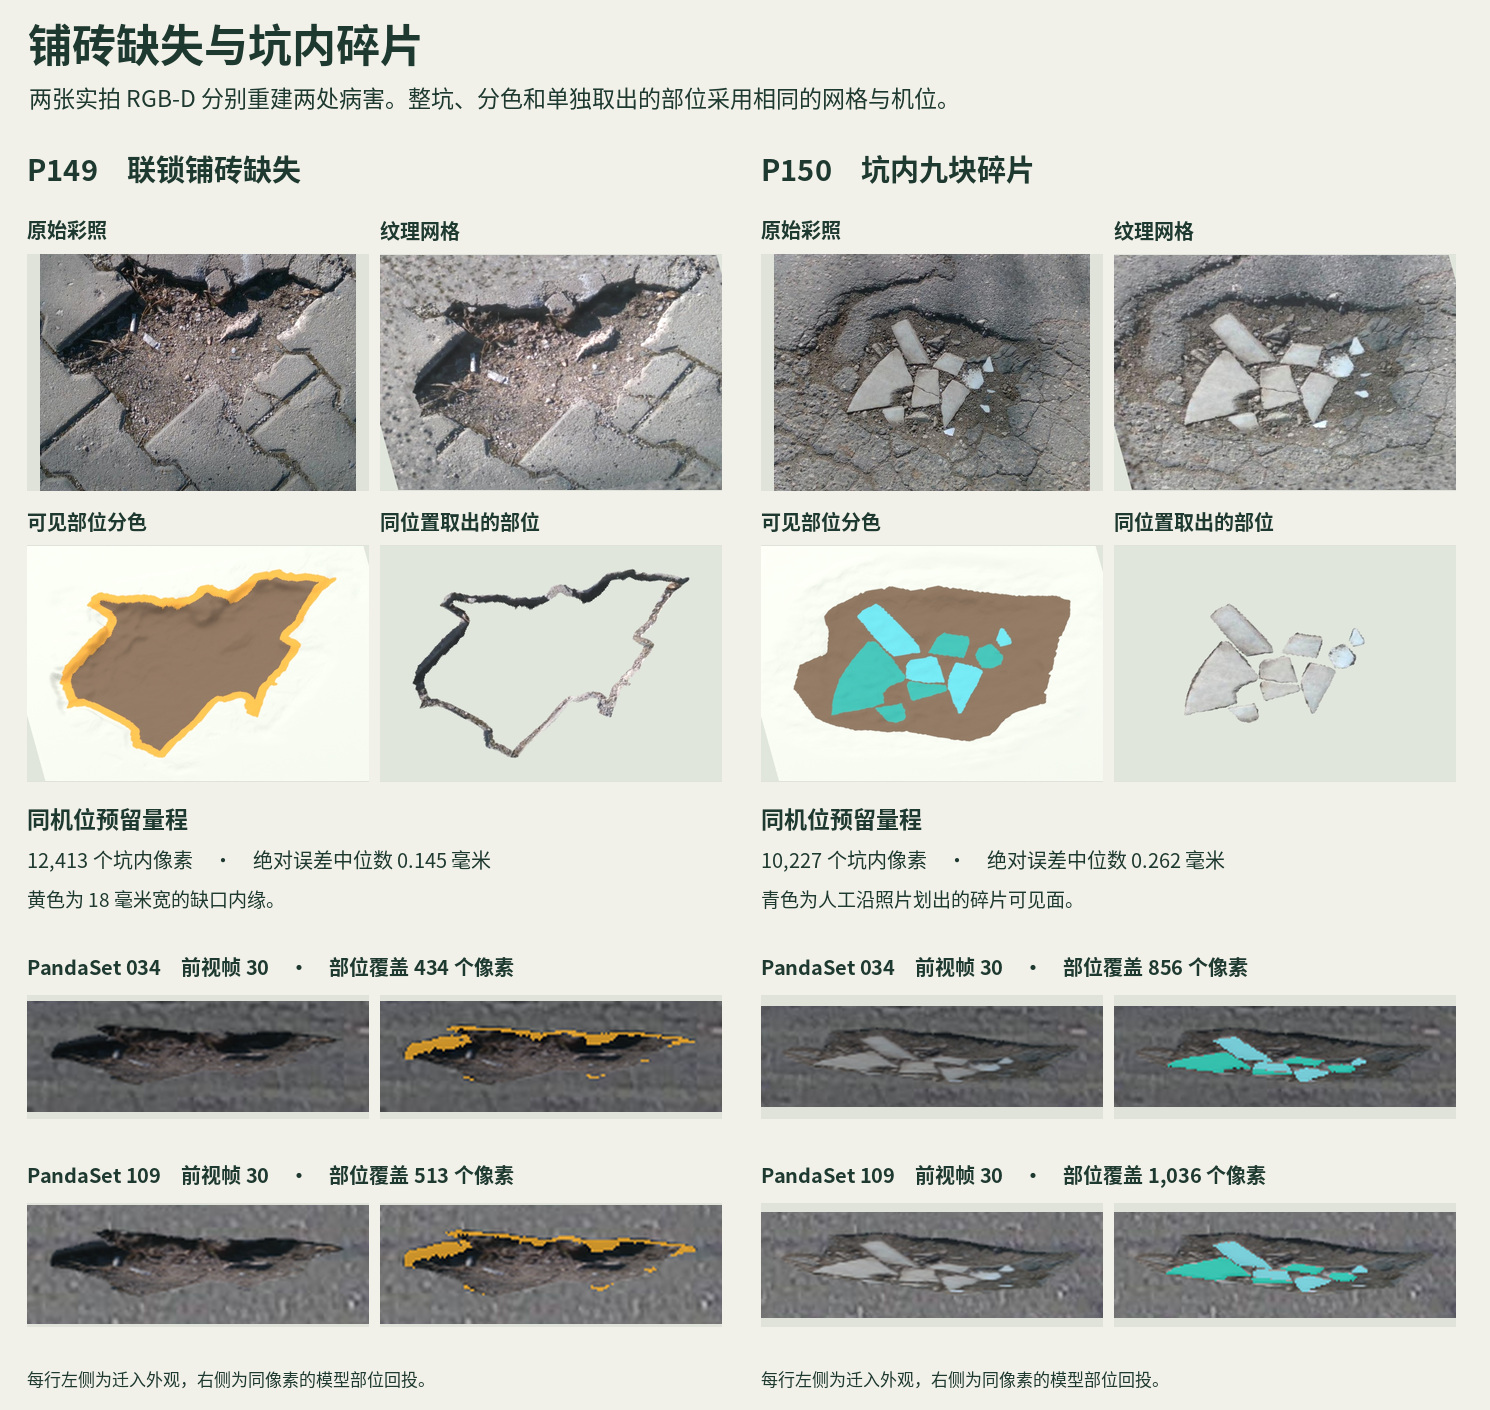 铺砖缺失与坑内碎片
两张实拍 RGB-D 分别重建两处病害。整坑、分色和单独取出的部位采用相同的网格与机位。
P149 联锁铺砖缺失
原始彩照
纹理网格
可见部位分色
同位置取出的部位
同机位预留量程
12,413 个坑内像素 • 绝对误差中位数 0.145 毫米
黄色为 18 毫米宽的缺口内缘。
PandaSet 034 前视帧 30 • 部位覆盖 434 个像素
PandaSet 109 前视帧 30 • 部位覆盖 513 个像素
每行左侧为迁入外观，右侧为同像素的模型部位回投。
P150 坑内九块碎片
原始彩照
纹理网格
可见部位分色
同位置取出的部位
同机位预留量程
10,227 个坑内像素 • 绝对误差中位数 0.262 毫米
青色为人工沿照片划出的碎片可见面。
PandaSet 034 前视帧 30 • 部位覆盖 856 个像素
PandaSet 109 前视帧 30 • 部位覆盖 1,036 个像素
每行左侧为迁入外观，右侧为同像素的模型部位回投。